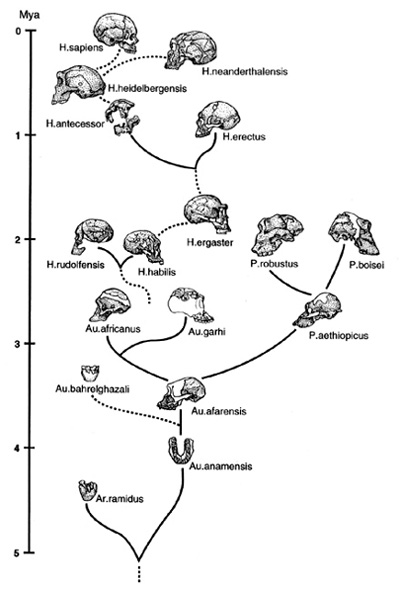 Mya
0
H.sapiens
H.neanderthalensis
H.heidelbergensis
H.antecessor
1
H.erectus
2
H.ergaster
H.rudolfensis
H.habilis
P.robustus
P.boisei
Au.africanus
Au.garhi
P.aethiopicus
3
Au.bahrelghazali
Au.afarensis
4
Au.anamensis
Ar.ramidus
5